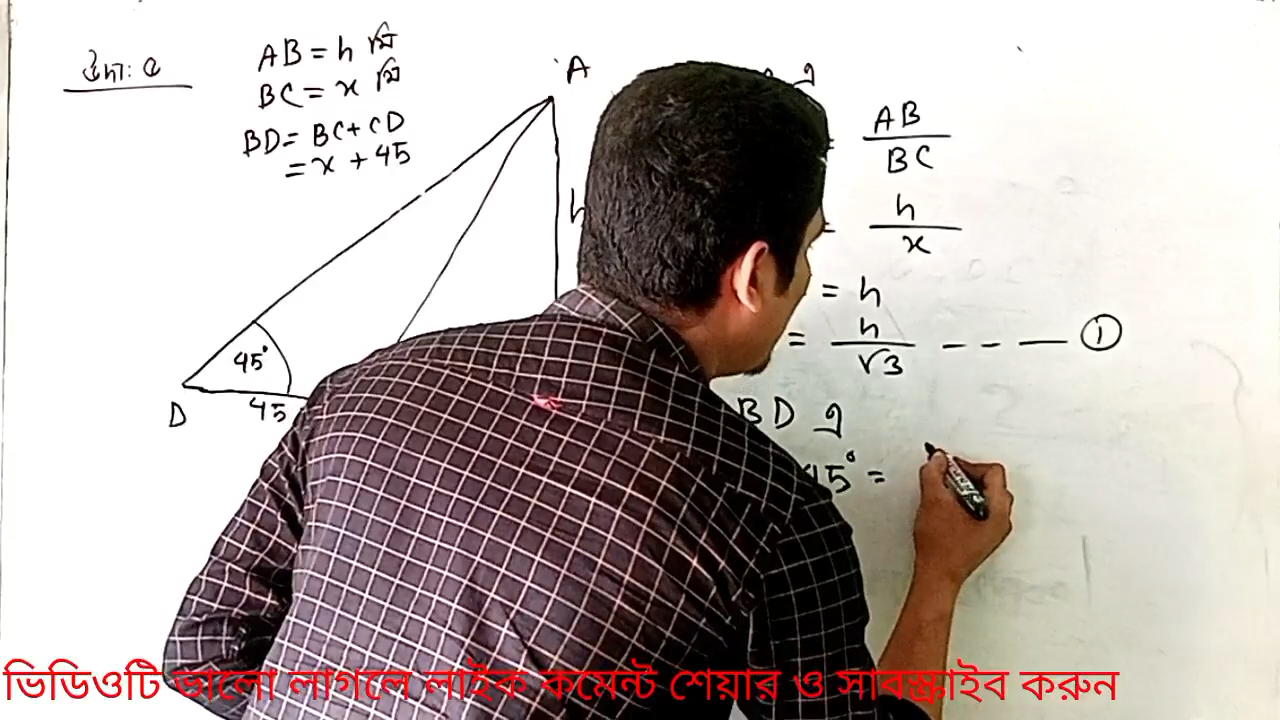 উদা: ৫
AB = h মি
BC = x মি
BD = BC + CD
= x + 45
A
h
45°
D
45
এ
AB
BC
h
x
= h
= h
√3 - - - ①
BD এ
45° =
ভিডিওটি ভালো লাগলে লাইক কমেন্ট শেয়ার ও সাবস্ক্রাইব করুন